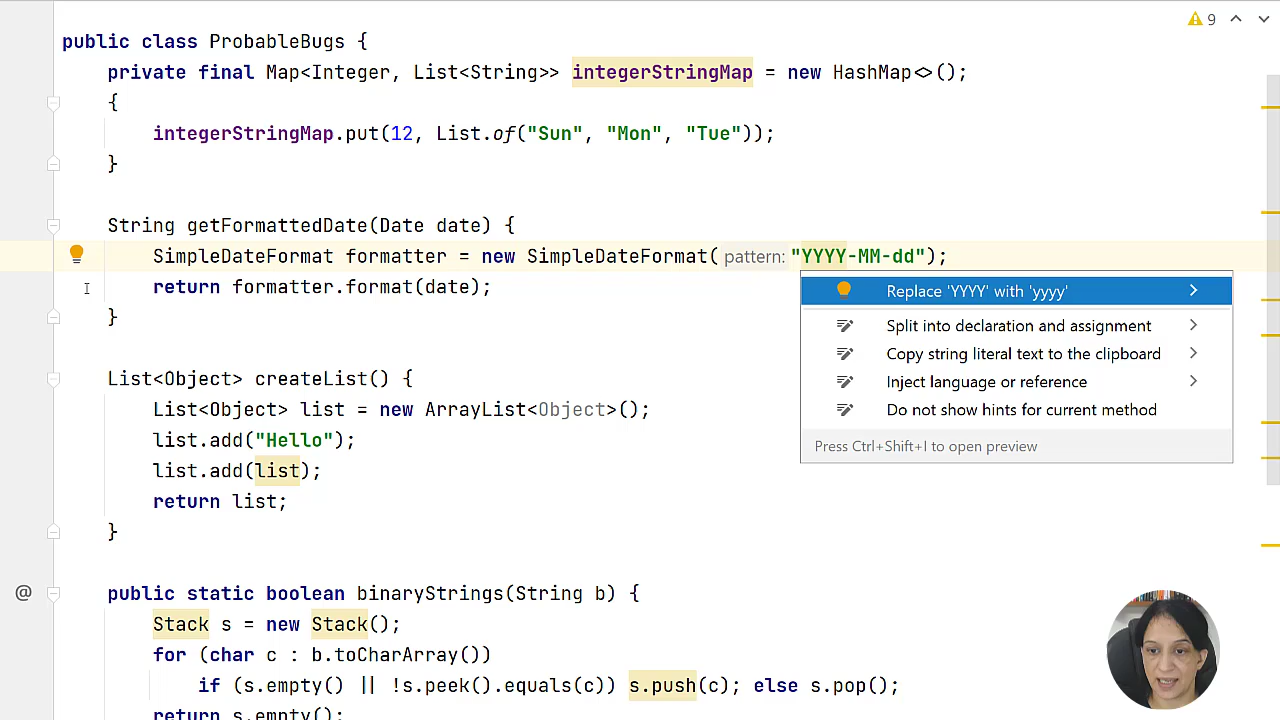 9
public class ProbableBugs {
private final Map<Integer, List<String>> integerStringMap = new HashMap<>();
{
integerStringMap.put(12, List.of("Sun", "Mon", "Tue"));
}
String getFormattedDate(Date date) {
SimpleDateFormat formatter = new SimpleDateFormat( pattern: "YYYY-MM-dd");
return formatter.format(date);
}
Replace 'YYYY' with 'yyyy'
Split into declaration and assignment
Copy string literal text to the clipboard
Inject language or reference
Do not show hints for current method
Press Ctrl+Shift+I to open preview
List<Object> createList() {
List<Object> list = new ArrayList<Object>();
list.add("Hello");
list.add(list);
return list;
}
@
public static boolean binaryStrings(String b) {
Stack s = new Stack();
for (char c : b.toCharArray())
if (s.empty() || !s.peek().equals(c)) s.push(c); else s.pop();
return s.empty();